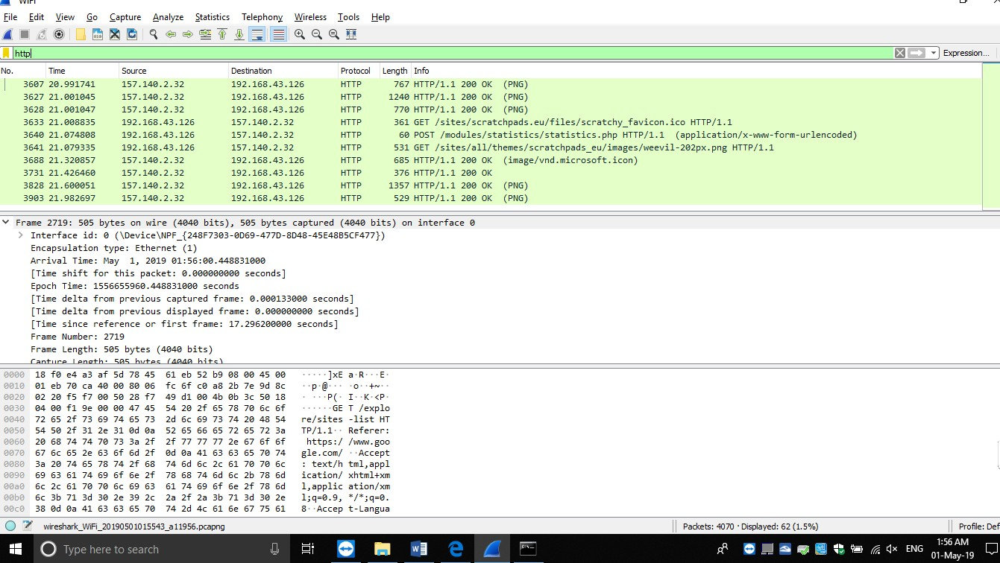 WiFi
File Edit View Go Capture Analyze Statistics Telephony Wireless Tools Help
http
Expression...
No. Time Source Destination Protocol Length Info
3607 20.991741 157.140.2.32 192.168.43.126 HTTP 767 HTTP/1.1 200 OK (PNG)
3627 21.001045 157.140.2.32 192.168.43.126 HTTP 1240 HTTP/1.1 200 OK (PNG)
3628 21.001047 157.140.2.32 192.168.43.126 HTTP 770 HTTP/1.1 200 OK (PNG)
3633 21.008835 192.168.43.126 157.140.2.32 HTTP 361 GET /sites/scratchpads.eu/files/scratchy_favicon.ico HTTP/1.1
3640 21.074808 192.168.43.126 157.140.2.32 HTTP 60 POST /modules/statistics/statistics.php HTTP/1.1 (application/x-www-form-urlencoded)
3641 21.079335 192.168.43.126 157.140.2.32 HTTP 531 GET /sites/all/themes/scratchpads_eu/images/weevil-202px.png HTTP/1.1
3688 21.320857 157.140.2.32 192.168.43.126 HTTP 685 HTTP/1.1 200 OK (image/vnd.microsoft.icon)
3731 21.426460 157.140.2.32 192.168.43.126 HTTP 376 HTTP/1.1 200 OK
3828 21.600051 157.140.2.32 192.168.43.126 HTTP 1357 HTTP/1.1 200 OK (PNG)
3903 21.982697 157.140.2.32 192.168.43.126 HTTP 529 HTTP/1.1 200 OK (PNG)
Frame 2719: 505 bytes on wire (4040 bits), 505 bytes captured (4040 bits) on interface 0
Interface id: 0 (\Device\NPF_{248F7303-0D69-477D-8D48-45E48B5CF477})
Encapsulation type: Ethernet (1)
Arrival Time: May  1, 2019 01:56:00.448831000
[Time shift for this packet: 0.000000000 seconds]
Epoch Time: 1556655960.448831000 seconds
[Time delta from previous captured frame: 0.000133000 seconds]
[Time delta from previous displayed frame: 0.000000000 seconds]
[Time since reference or first frame: 17.296200000 seconds]
Frame Number: 2719
Frame Length: 505 bytes (4040 bits)
Capture Length: 505 bytes (4040 bits)
0000 18 f0 e4 a3 af 5d 78 45 61 eb 52 b9 08 00 45 00 ·····]xE a·R···E·
0010 01 eb 70 ca 40 00 80 06 fc 6f c0 a8 2b 7e 9d 8c ··p·@··· ·o··+~··
0020 02 20 f5 f7 00 50 28 f7 49 d1 00 4b 0b 3c 50 18 · ···P(· I··K·<P·
0030 04 00 f1 9e 00 00 47 45 54 20 2f 65 78 70 6c 6f ······GE T /explo
0040 72 65 2f 73 69 74 65 73 2d 6c 69 73 74 20 48 54 re/sites -list HT
0050 54 50 2f 31 2e 31 0d 0a 52 65 66 65 72 65 72 3a TP/1.1·· Referer:
0060 20 68 74 74 70 73 3a 2f 2f 77 77 77 2e 67 6f 6f https:/ /www.goo
0070 67 6c 65 2e 63 6f 6d 2f 0d 0a 41 63 63 65 70 74 gle.com/ ··Accept
0080 3a 20 74 65 78 74 2f 68 74 6d 6c 2c 61 70 70 6c : text/h tml,appl
0090 69 63 61 74 69 6f 6e 2f 78 68 74 6d 6c 2b 78 6d ication/ xhtml+xm
00a0 6c 2c 61 70 70 6c 69 63 61 74 69 6f 6e 2f 78 6d l,applic ation/xm
00b0 6c 3b 71 3d 30 2e 39 2c 2a 2f 2a 3b 71 3d 30 2e l;q=0.9, */*;q=0.
00c0 38 0d 0a 41 63 63 65 70 74 2d 4c 61 6e 67 75 61 8··Accep t-Langua
wireshark_WiFi_20190501015543_a11956.pcapng
Packets: 4070 · Displayed: 62 (1.5%)
Profile: Def
Type here to search
ENG
1:56 AM
01-May-19